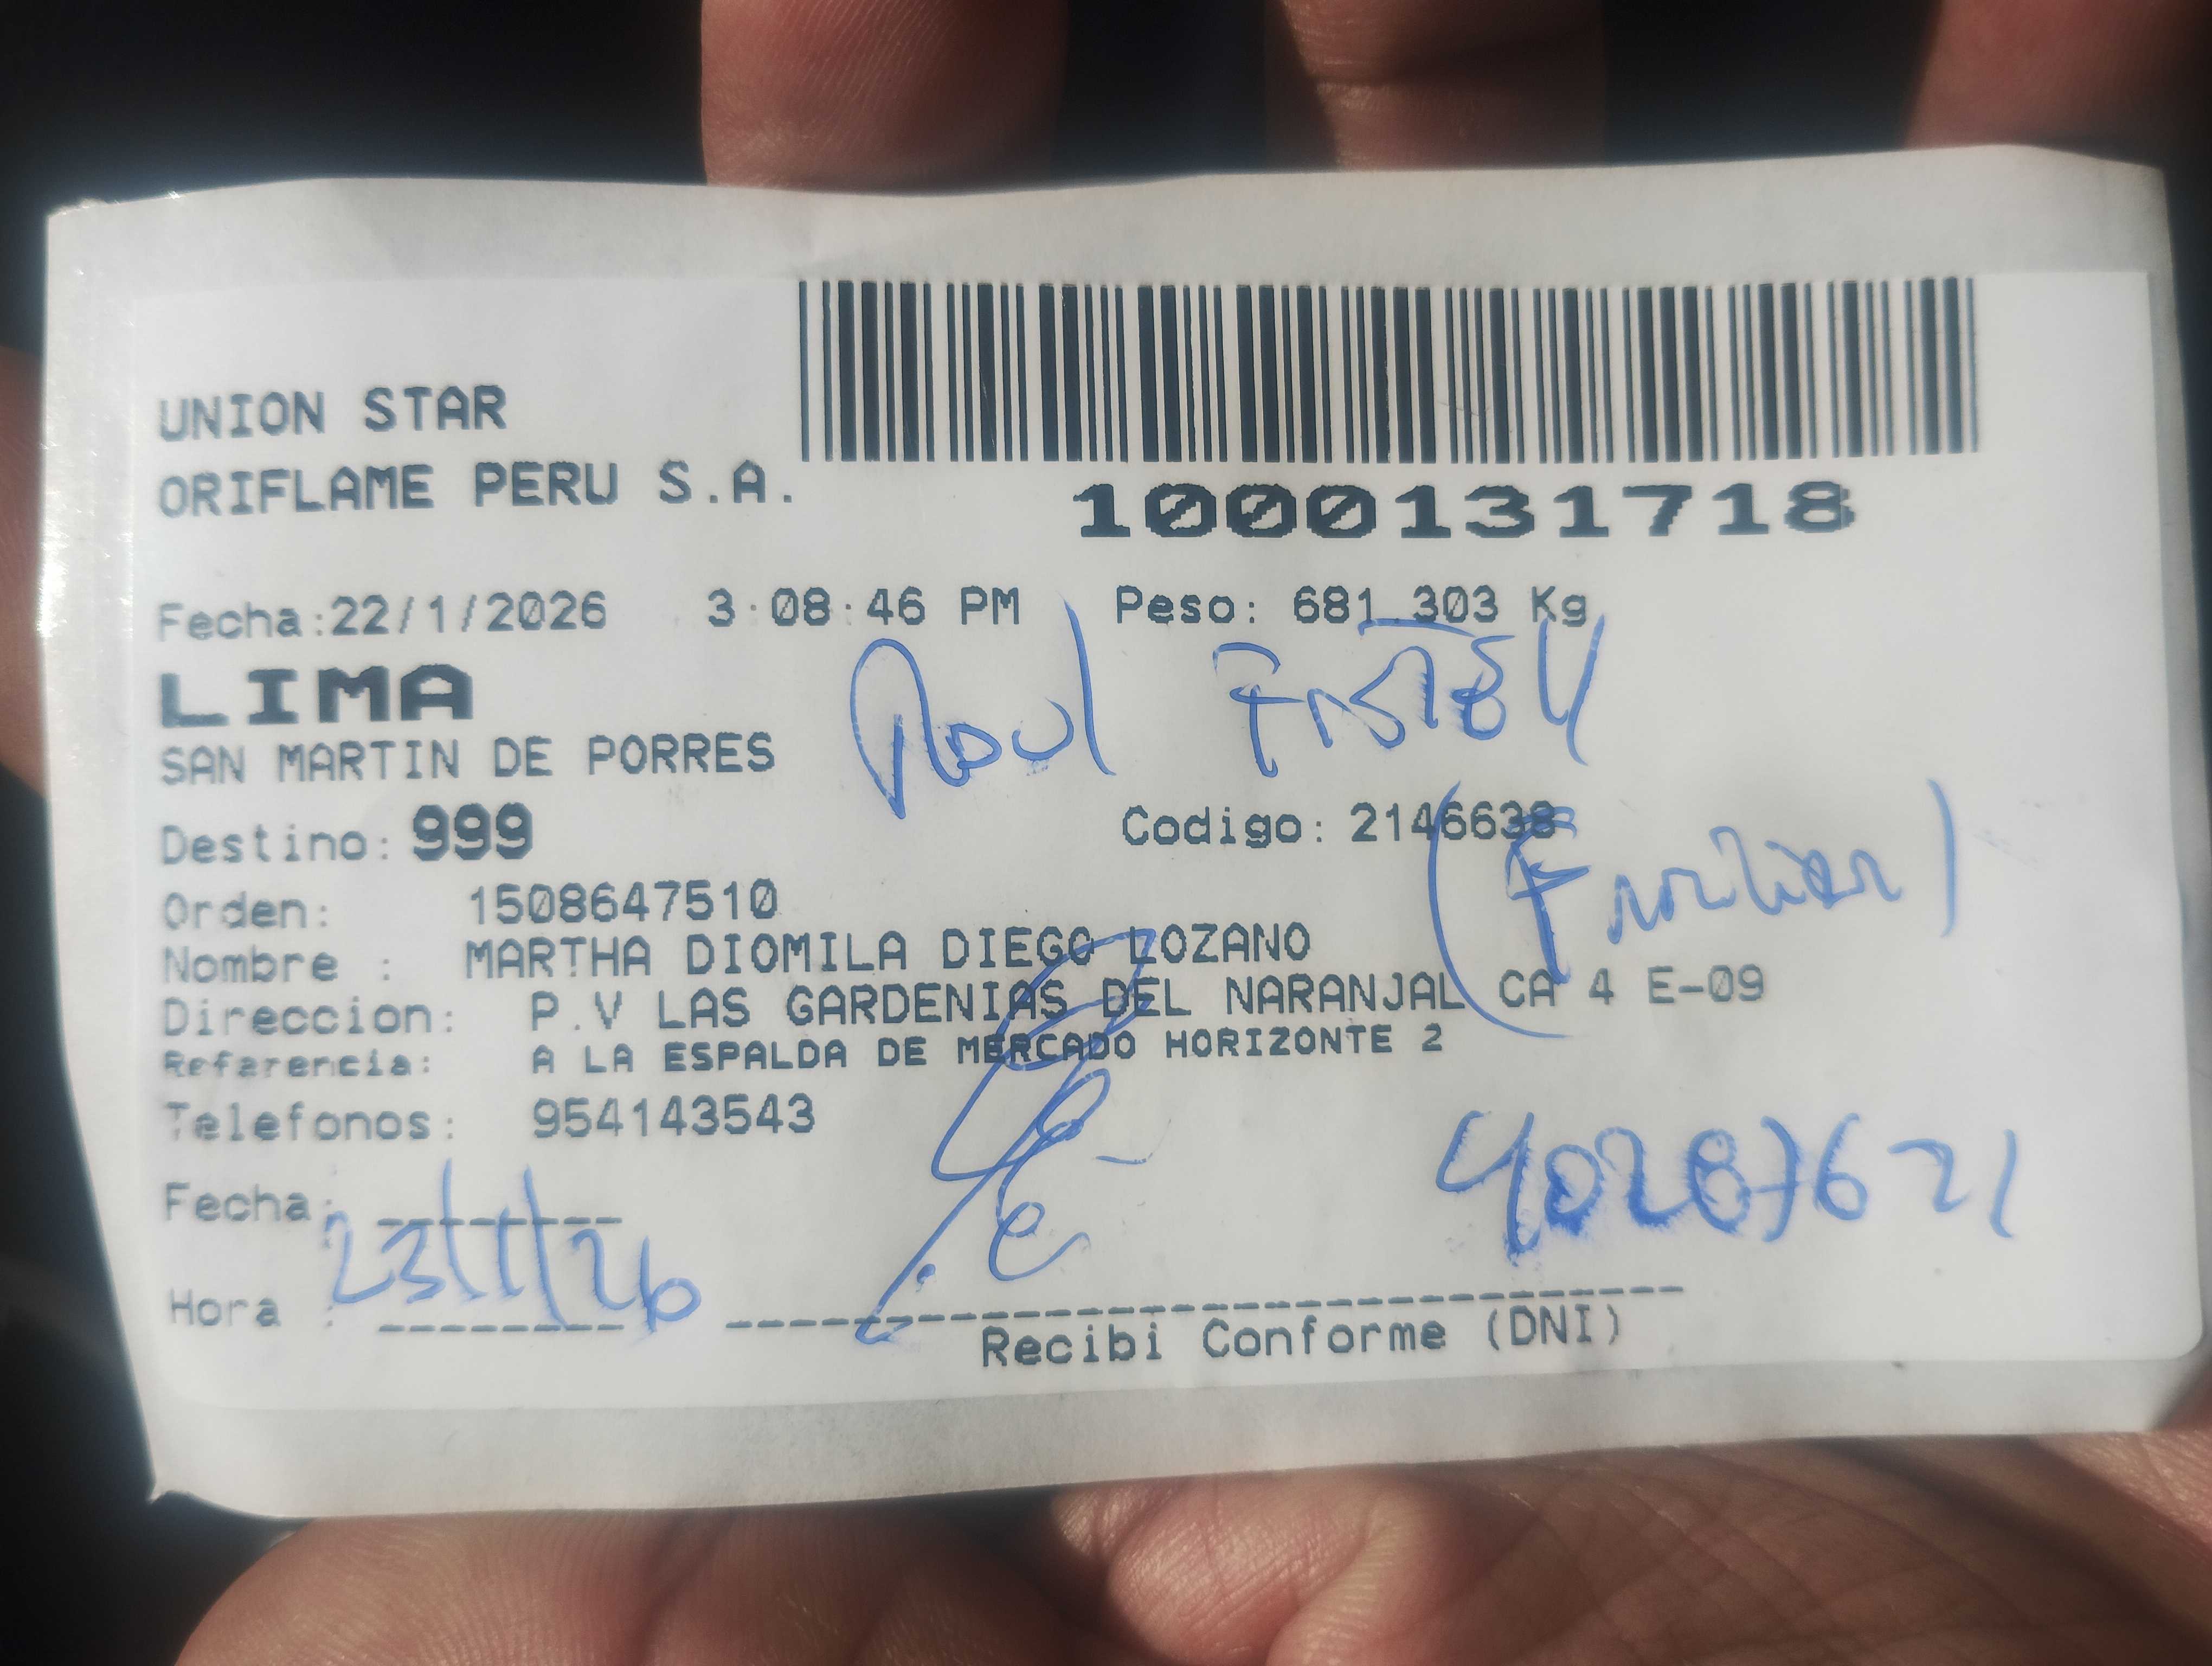 UNION STAR
ORIFLAME PERU S.A.
1000131718
Fecha:22/1/2026 3:08:46 PM Peso: 681.303 Kg
LIMA
SAN MARTIN DE PORRES
Raul
Destino: 999 Codigo: 2146638
(Familiar)
Orden: 1508647510
Nombre : MARTHA DIOMILA DIEGO LOZANO
Direccion: P.V LAS GARDENIAS DEL NARANJAL CA 4 E-09
Referencia: A LA ESPALDA DE MERCADO HORIZONTE 2
Telefonos: 954143543
40287621
Fecha:
23/1/26
Hora :
Recibi Conforme (DNI)